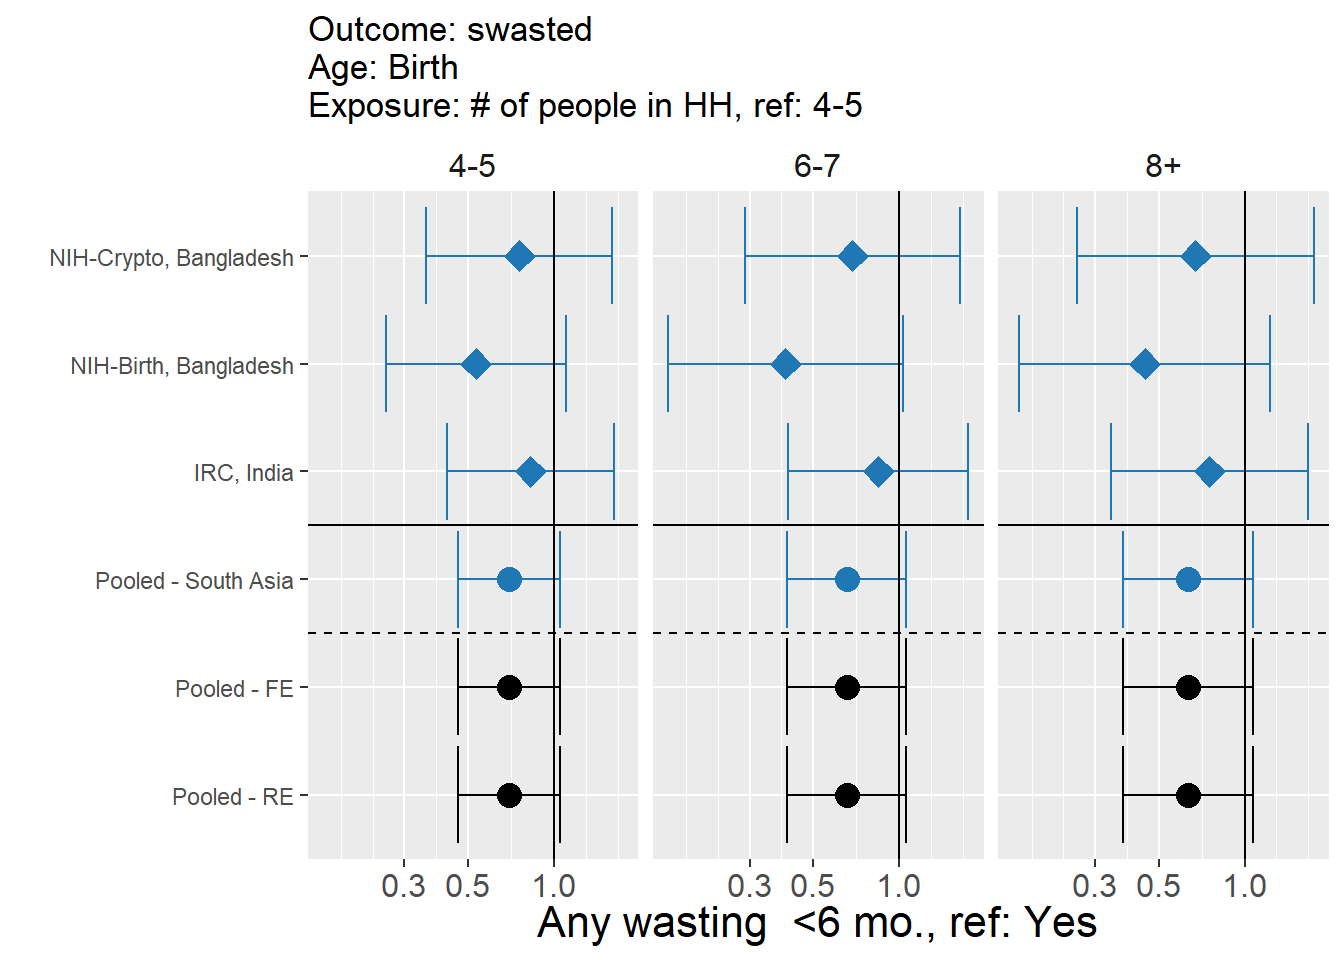 Outcome: swasted
Age: Birth
Exposure: # of people in HH, ref: 4-5
4-5
6-7
8+
NIH-Crypto, Bangladesh
NIH-Birth, Bangladesh
IRC, India
Pooled - South Asia
Pooled - FE
Pooled - RE
0.3 0.5 1.0
0.3 0.5 1.0
0.3 0.5 1.0
Any wasting  <6 mo., ref: Yes